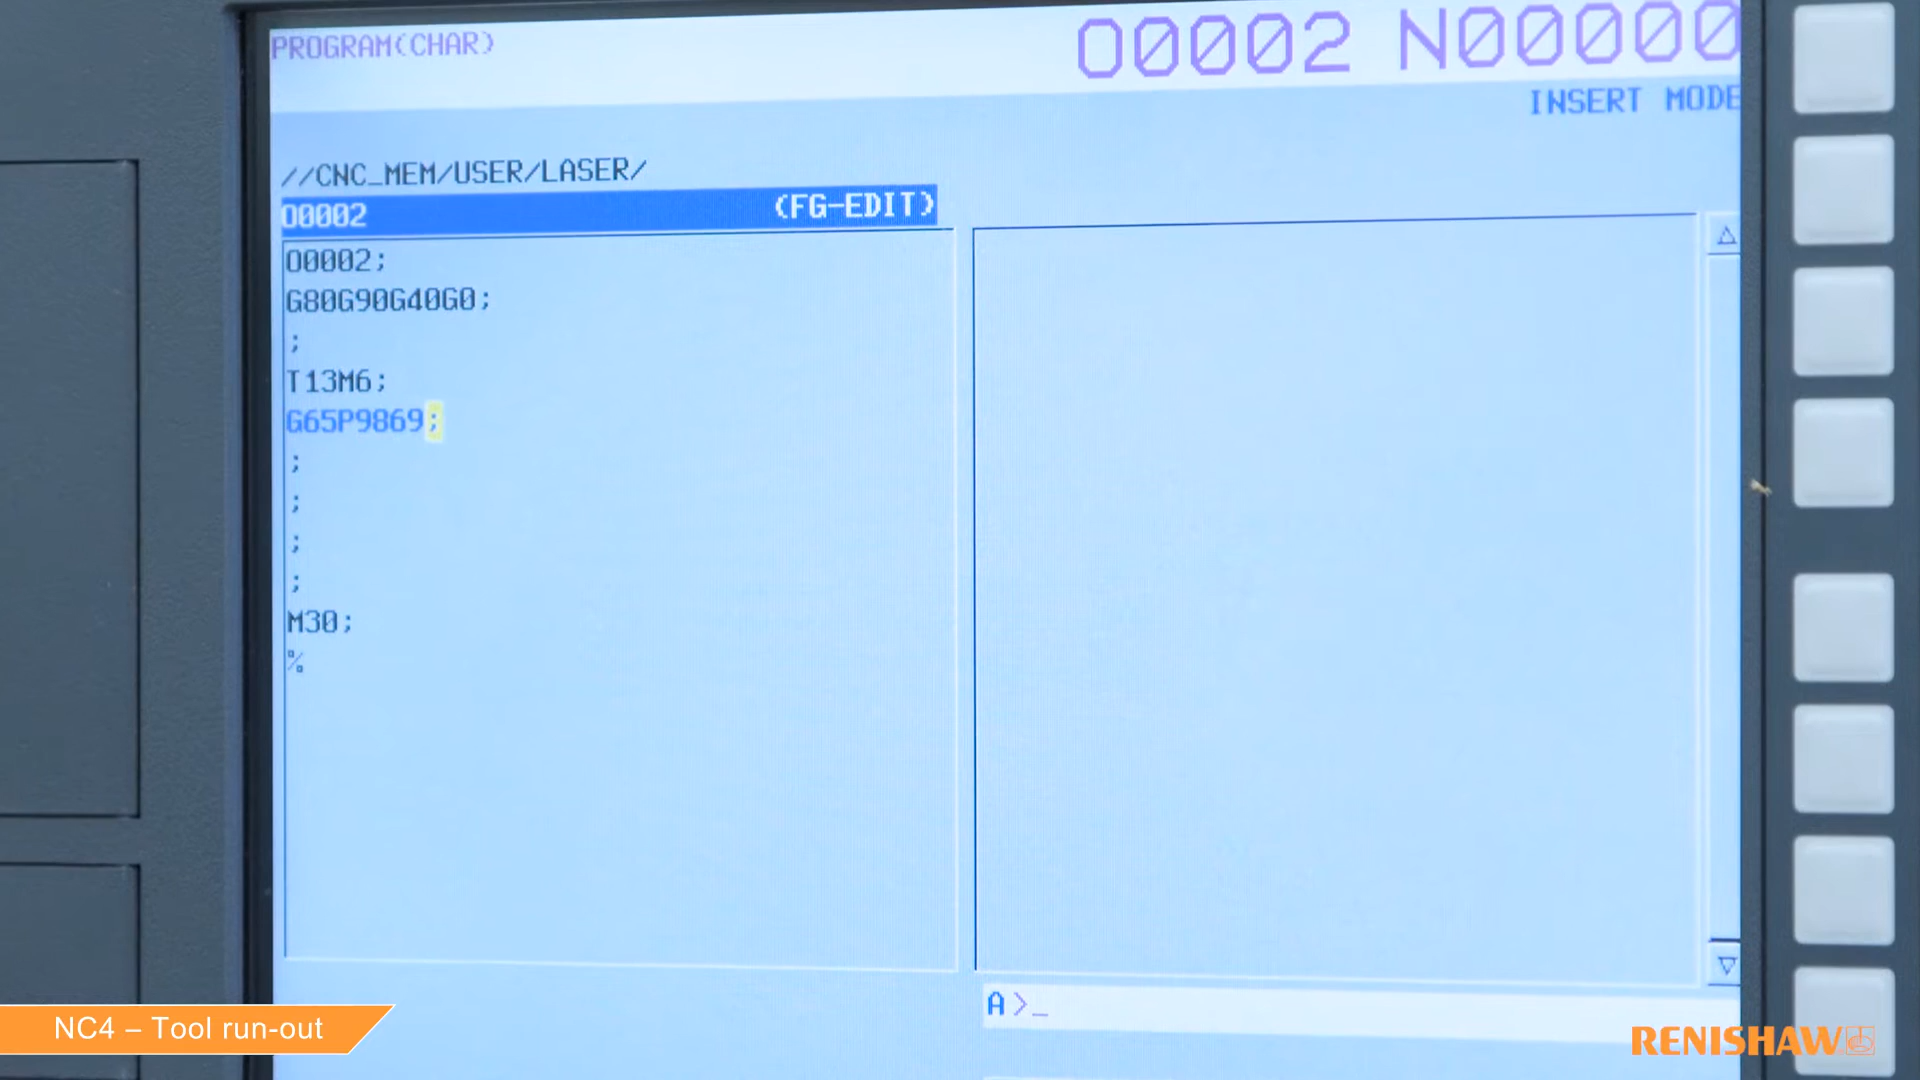 PROGRAM(CHAR)
O0002 N00000
INSERT MODE
//CNC_MEM/USER/LASER/
O0002 (FG-EDIT)
O0002;
G80G90G40G0;
;
T13M6;
G65P9869;
;
;
;
;
M30;
%
A>_
NC4 – Tool run-out
RENISHAW